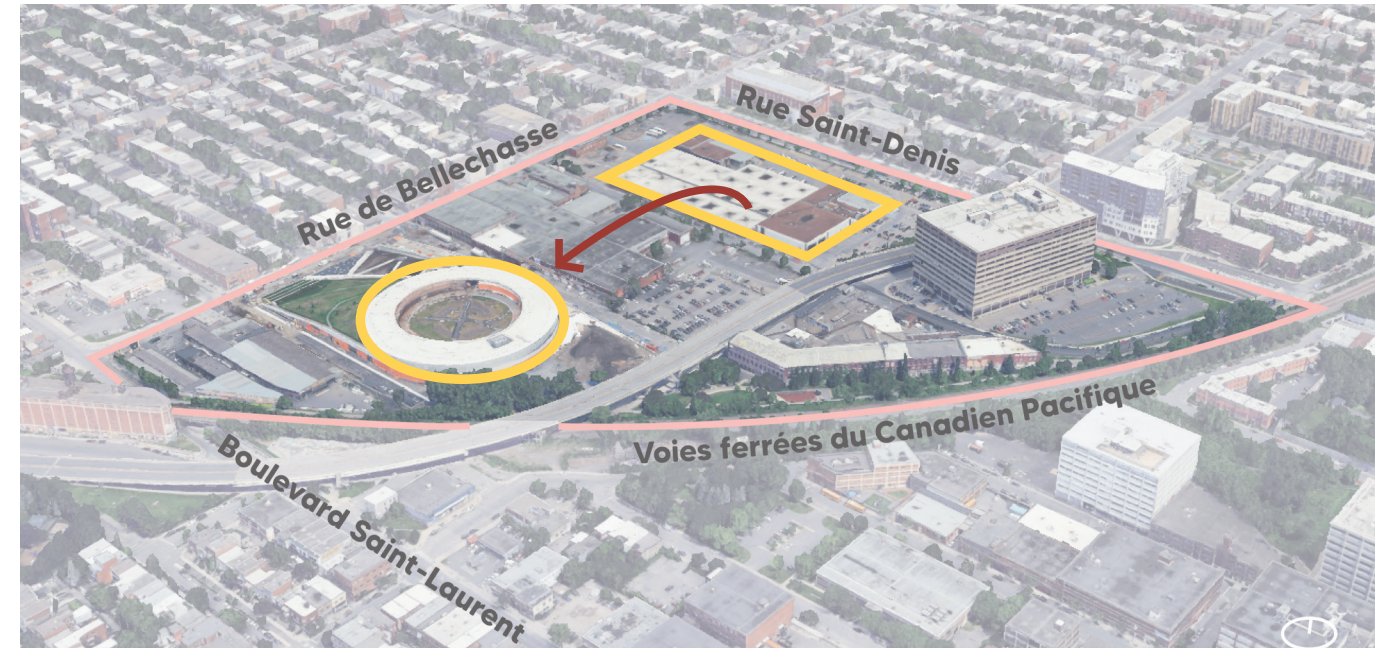 Rue de Bellechasse
Rue Saint-Denis
Voies ferrées du Canadien Pacifique
Boulevard Saint-Laurent